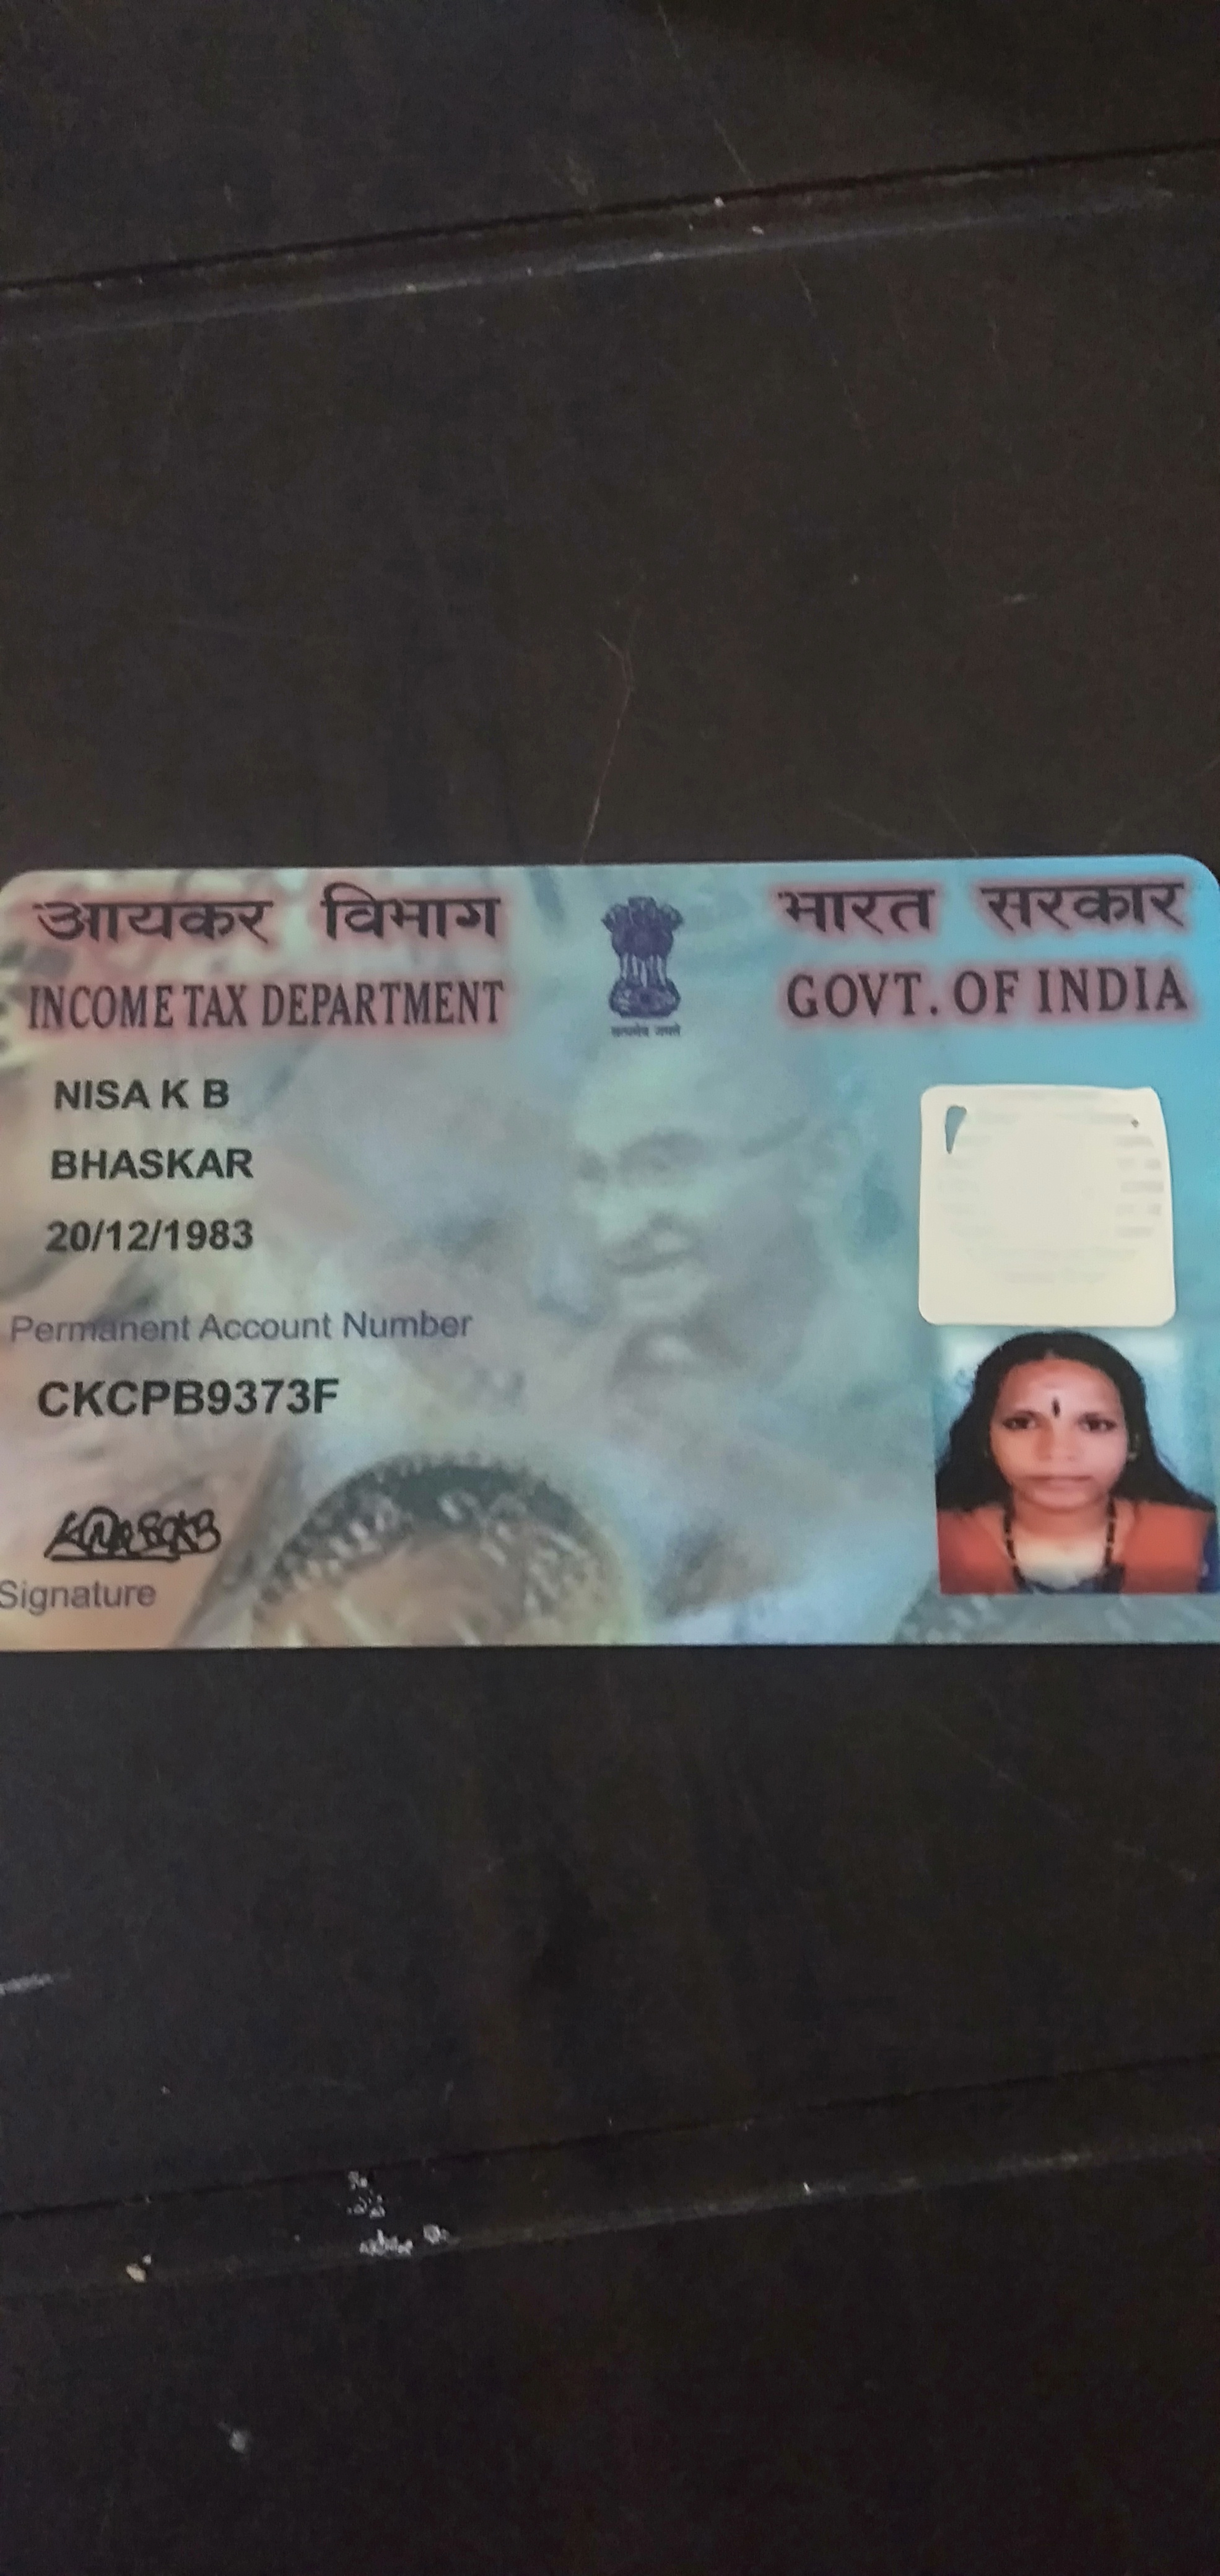 आयकर विभाग
भारत सरकार
INCOME TAX DEPARTMENT
GOVT. OF INDIA
सत्यमेव जयते
NISA K B
BHASKAR
20/12/1983
Permanent Account Number
CKCPB9373F
Signature